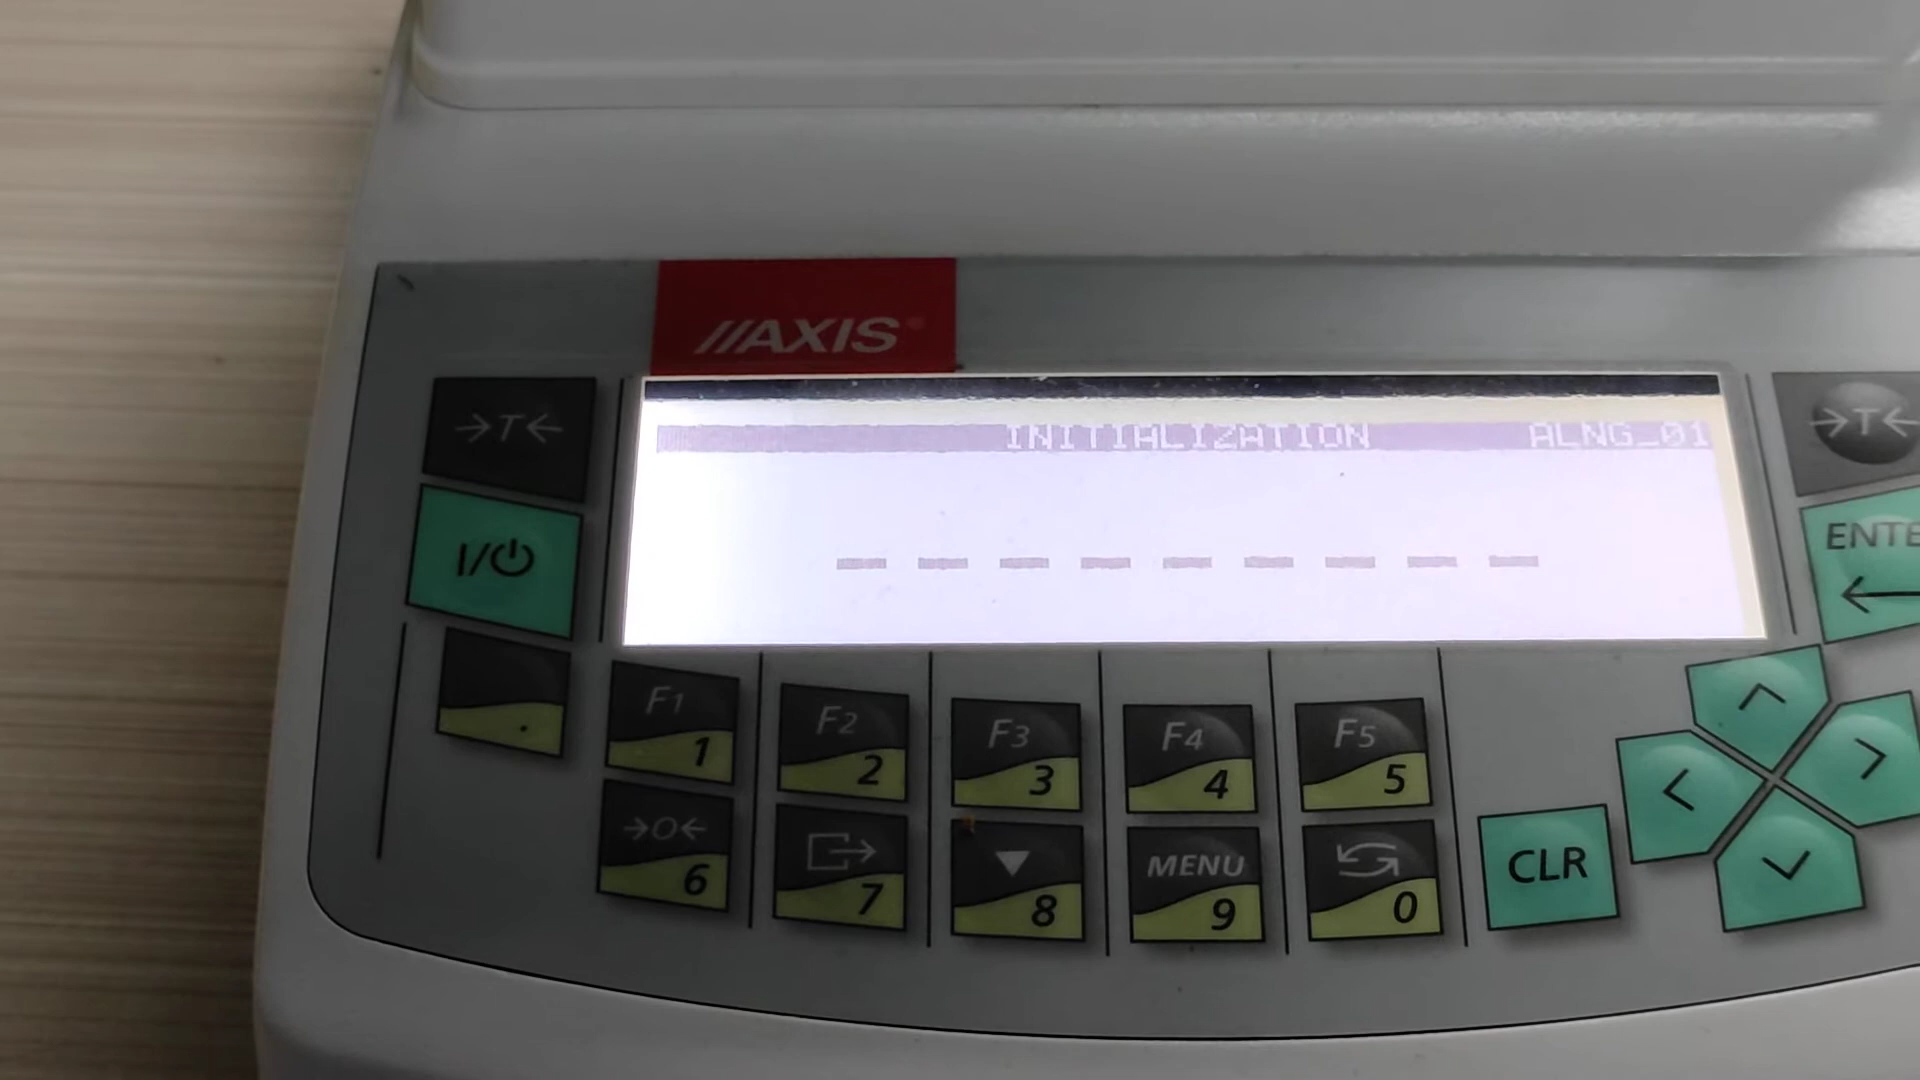 //AXIS®
→T←
→T←
INITIALIZATION ALNG_01
- - - - - - - - -
I/⏻
ENTE
.
F1 1
F2 2
F3 3
F4 4
F5 5
→0← 6
7
8
MENU 9
0
CLR